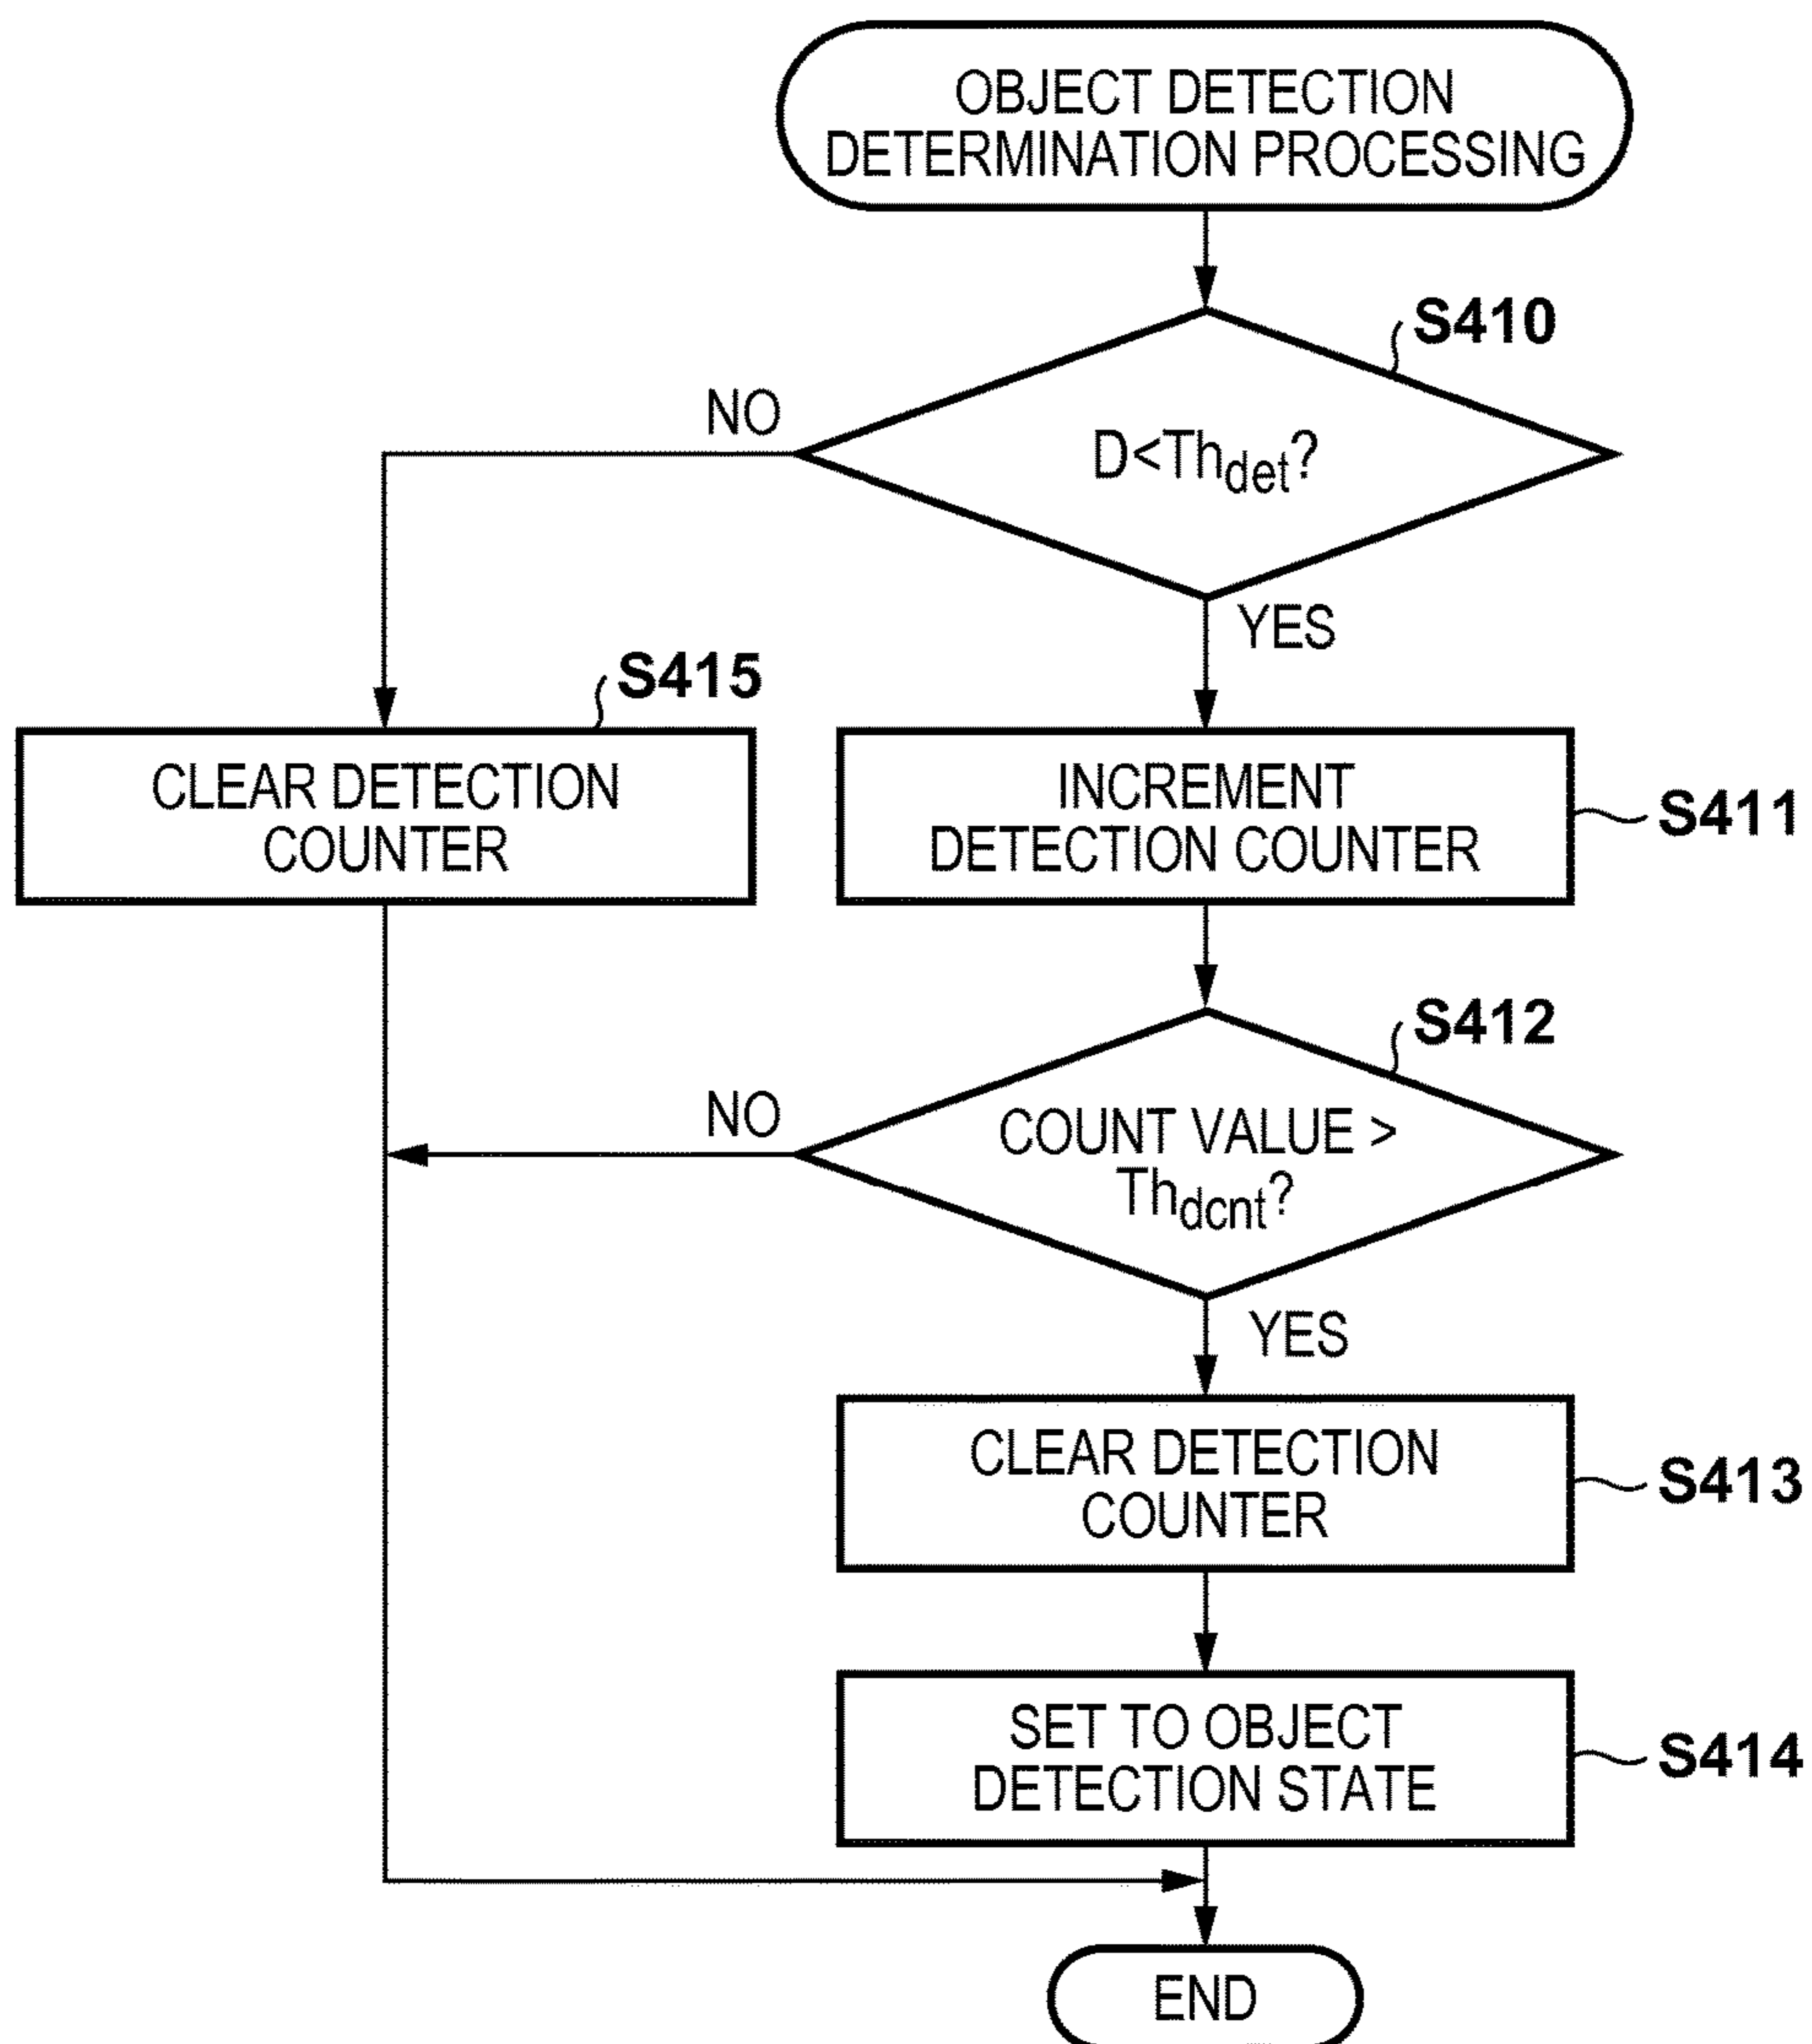 OBJECT DETECTION
DETERMINATION PROCESSING
S410
NO
D<Thdet?
YES
S415
CLEAR DETECTION
COUNTER
INCREMENT
DETECTION COUNTER
S411
S412
NO
COUNT VALUE >
Thdcnt?
YES
CLEAR DETECTION
COUNTER
S413
SET TO OBJECT
DETECTION STATE
S414
END